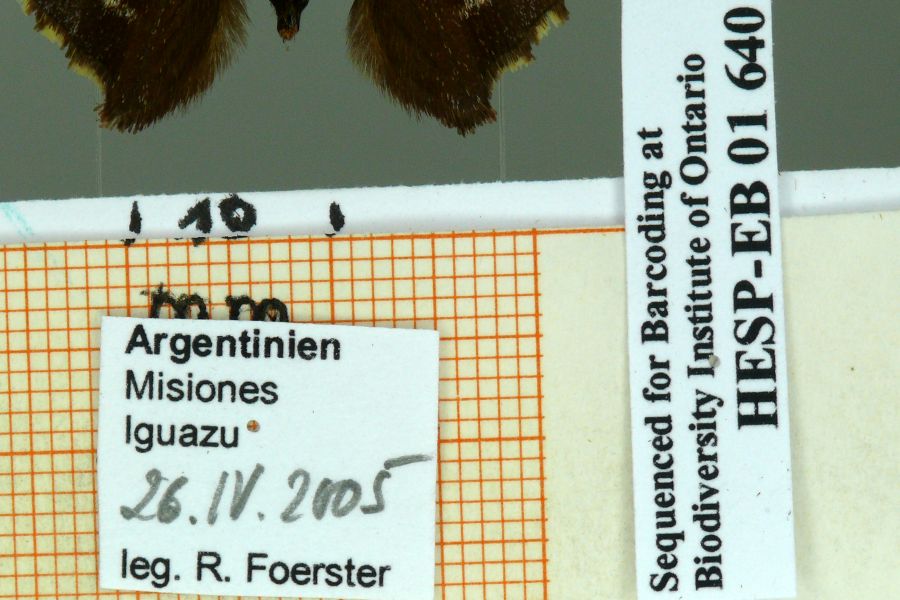 10
mm
Argentinien
Misiones
Iguazu
26.IV.2005
leg. R. Foerster
Sequenced for Barcoding at
Biodiversity Institute of Ontario
HESP-EB 01 640